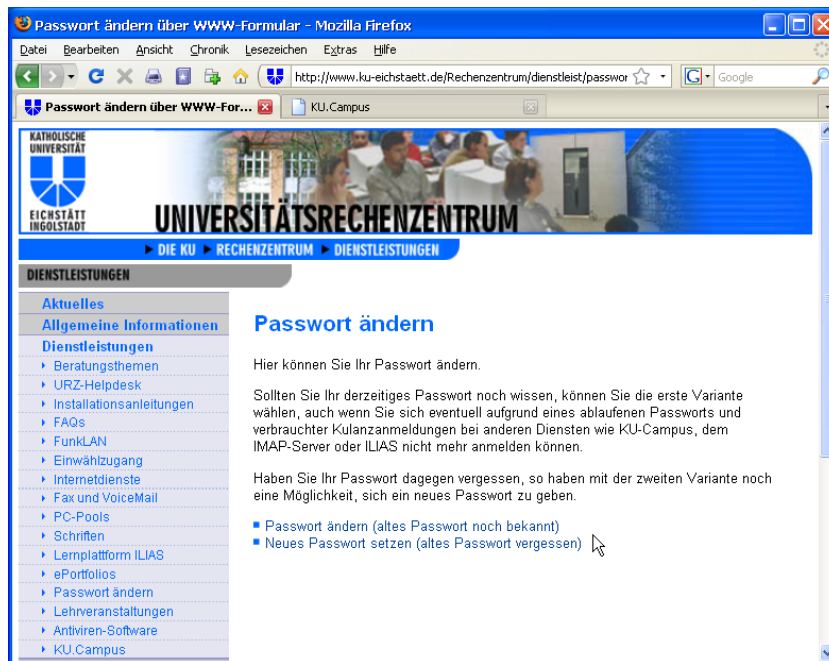 Passwort ändern über WWW-Formular - Mozilla Firefox
Datei Bearbeiten Ansicht Chronik Lesezeichen Extras Hilfe
http://www.ku-eichstaett.de/Rechenzentrum/dienstleist/passwor
G Google
Passwort ändern über WWW-For... KU.Campus
KATHOLISCHE
UNIVERSITÄT
EICHSTÄTT
INGOLSTADT
UNIVERSITÄTSRECHENZENTRUM
DIE KU RECHENZENTRUM DIENSTLEISTUNGEN
DIENSTLEISTUNGEN
Aktuelles
Allgemeine Informationen
Dienstleistungen
Beratungsthemen
URZ-Helpdesk
Installationsanleitungen
FAQs
FunkLAN
Einwählzugang
Internetdienste
Fax und VoiceMail
PC-Pools
Schriften
Lernplattform ILIAS
ePortfolios
Passwort ändern
Lehrveranstaltungen
Antiviren-Software
KU.Campus
Passwort ändern
Hier können Sie Ihr Passwort ändern.
Sollten Sie Ihr derzeitiges Passwort noch wissen, können Sie die erste Variante
wählen, auch wenn Sie sich eventuell aufgrund eines ablaufenen Passworts und
verbrauchter Kulanzanmeldungen bei anderen Diensten wie KU-Campus, dem
IMAP-Server oder ILIAS nicht mehr anmelden können.
Haben Sie Ihr Passwort dagegen vergessen, so haben mit der zweiten Variante noch
eine Möglichkeit, sich ein neues Passwort zu geben.
Passwort ändern (altes Passwort noch bekannt)
Neues Passwort setzen (altes Passwort vergessen)